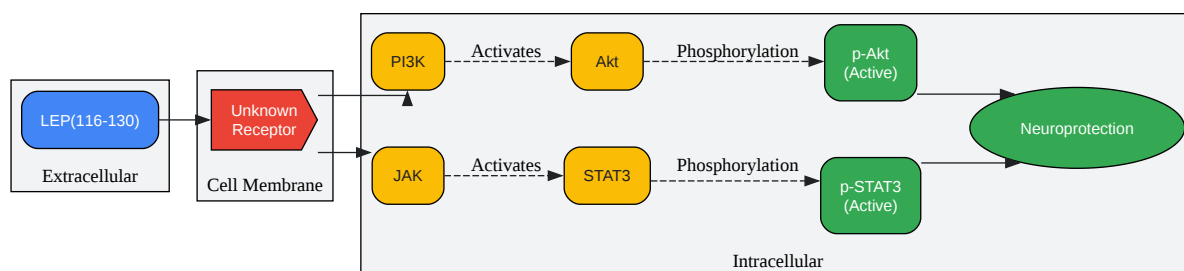 LEP(116-130)
Extracellular
Unknown
Receptor
Cell Membrane
PI3K
Activates
Akt
Phosphorylation
p-Akt
(Active)
JAK
Activates
STAT3
Phosphorylation
p-STAT3
(Active)
Neuroprotection
Intracellular